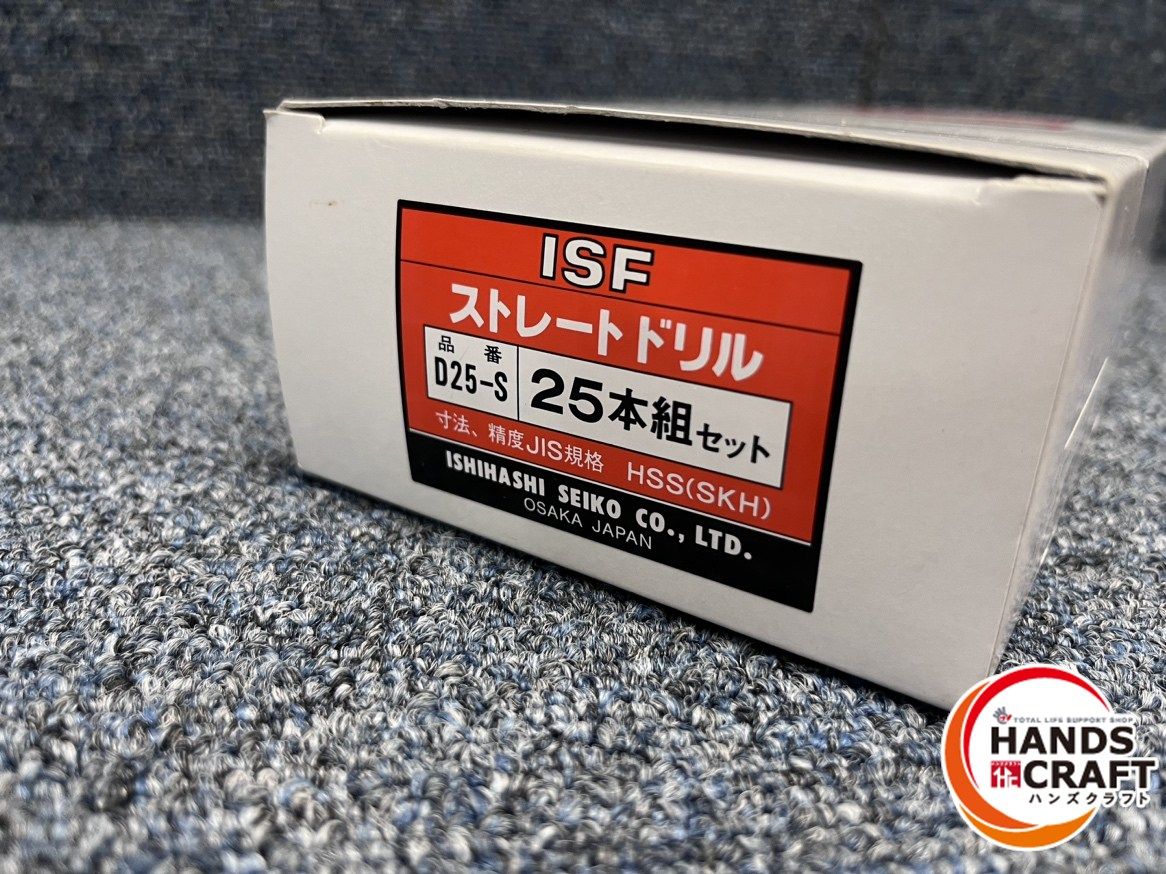 ISF
ストレートドリル
品番
D25-S
25本組セット
寸法、精度JIS規格 HSS(SKH)
ISHIHASHI SEIKO CO., LTD.
OSAKA JAPAN
TOTAL LIFE SUPPORT SHOP
HANDS
CRAFT
ハンズクラフト